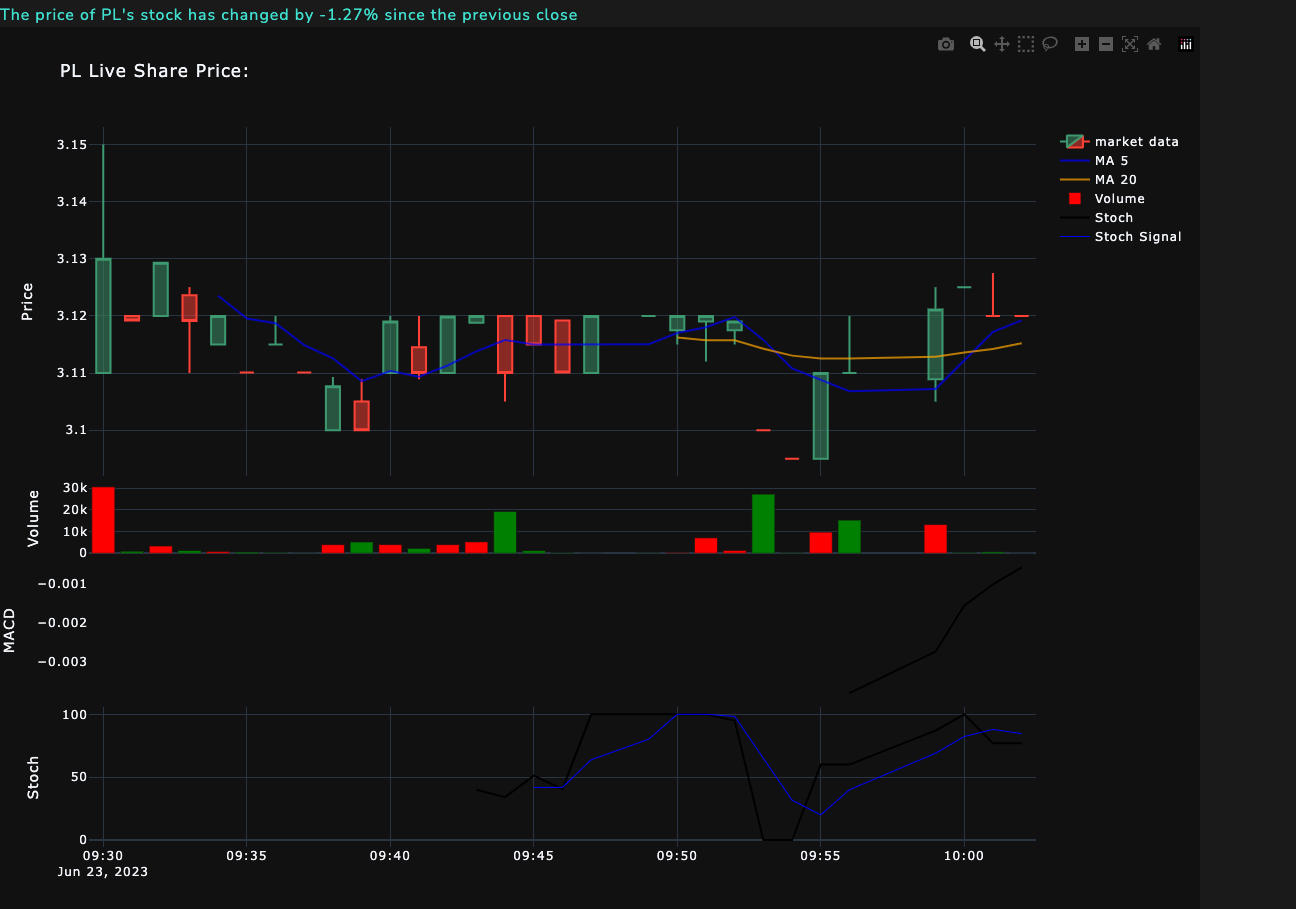 The price of PL's stock has changed by -1.27% since the previous close
PL Live Share Price:
Price
3.15
3.14
3.13
3.12
3.11
3.1
market data
MA 5
MA 20
Volume
Stoch
Stoch Signal
Volume
30k
20k
10k
0
MACD
−0.001
−0.002
−0.003
Stoch
100
50
0
09:30 09:35 09:40 09:45 09:50 09:55 10:00
Jun 23, 2023